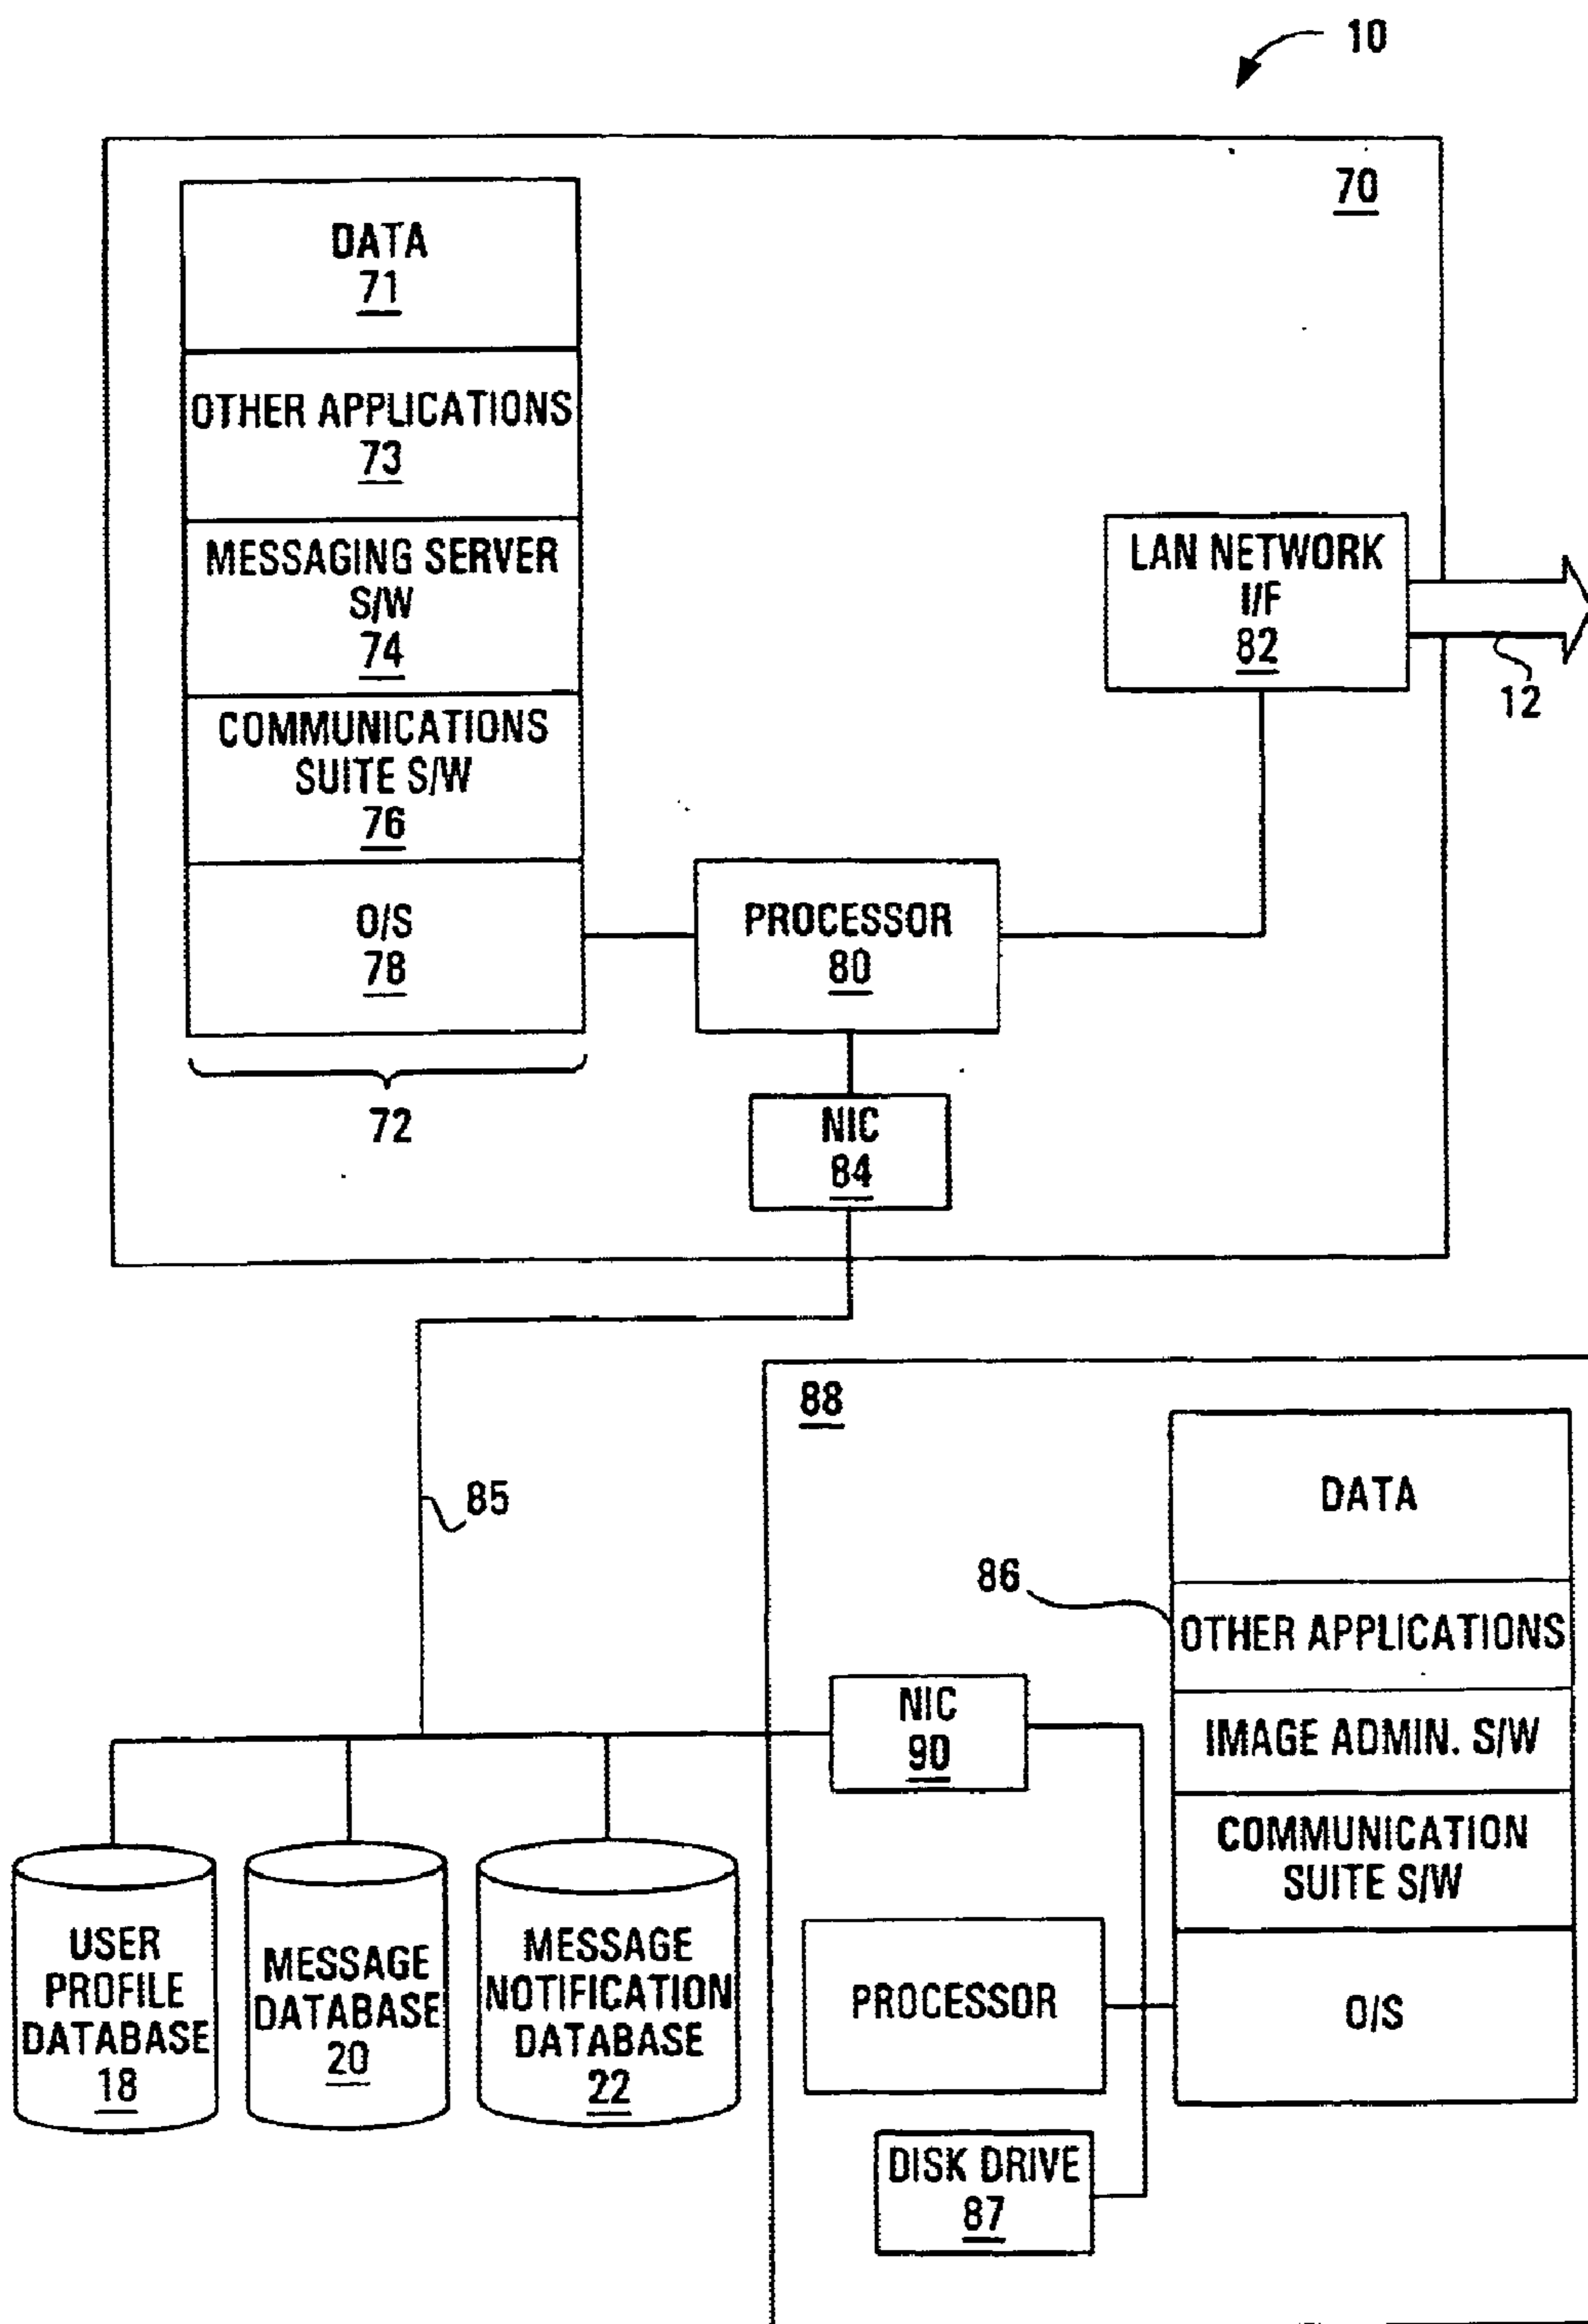 10
70
DATA
71
OTHER APPLICATIONS
73
MESSAGING SERVER
S/W
74
COMMUNICATIONS
SUITE S/W
76
O/S
78
72
PROCESSOR
80
LAN NETWORK
I/F
82
12
NIC
84
85
88
86
DATA
OTHER APPLICATIONS
IMAGE ADMIN. S/W
COMMUNICATION
SUITE S/W
O/S
NIC
90
PROCESSOR
DISK DRIVE
87
USER
PROFILE
DATABASE
18
MESSAGE
DATABASE
20
MESSAGE
NOTIFICATION
DATABASE
22